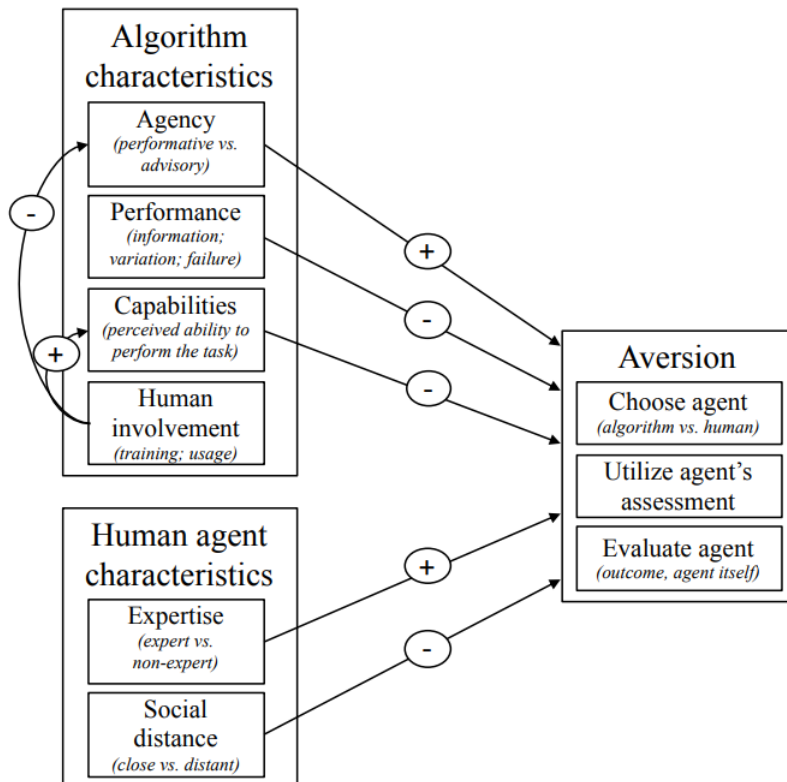 Algorithm
characteristics
Agency
(performative vs.
advisory)
-
Performance
(information;
variation; failure)
+
Capabilities
(perceived ability to
perform the task)
-
+
-
Human
involvement
(training; usage)
Aversion
Choose agent
(algorithm vs. human)
Utilize agent's
assessment
Evaluate agent
(outcome, agent itself)
Human agent
characteristics
Expertise
(expert vs.
non-expert)
+
Social
distance
(close vs. distant)
-